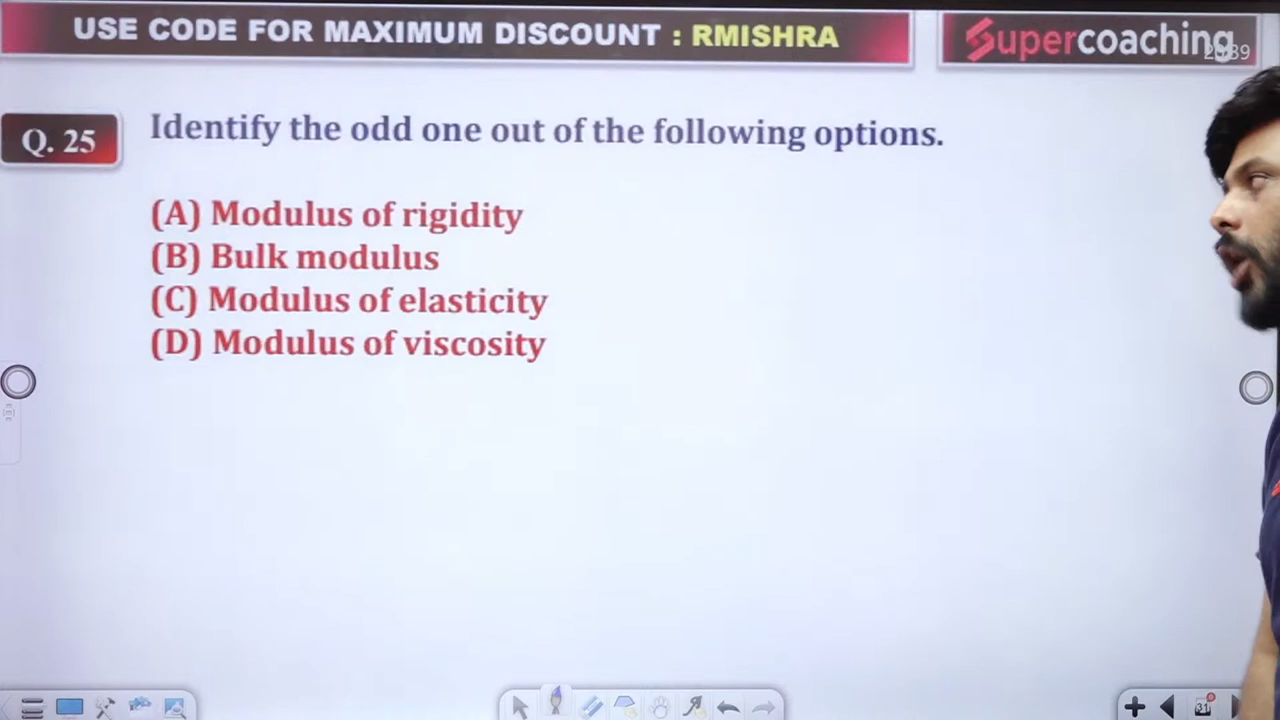 USE CODE FOR MAXIMUM DISCOUNT : RMISHRA
Supercoaching
Q. 25
Identify the odd one out of the following options.
(A) Modulus of rigidity
(B) Bulk modulus
(C) Modulus of elasticity
(D) Modulus of viscosity
31